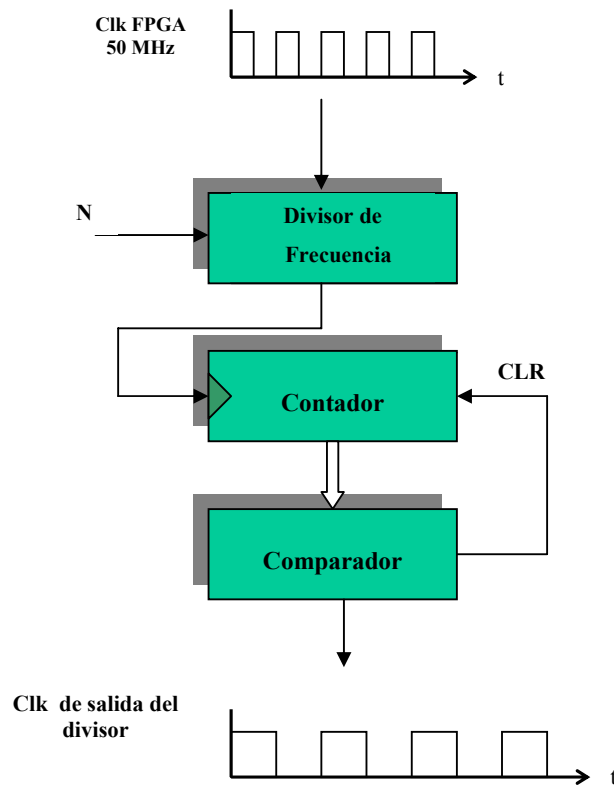 Clk FPGA
50 MHz
t
N
Divisor de
Frecuencia
CLR
Contador
Comparador
Clk de salida del
divisor
t